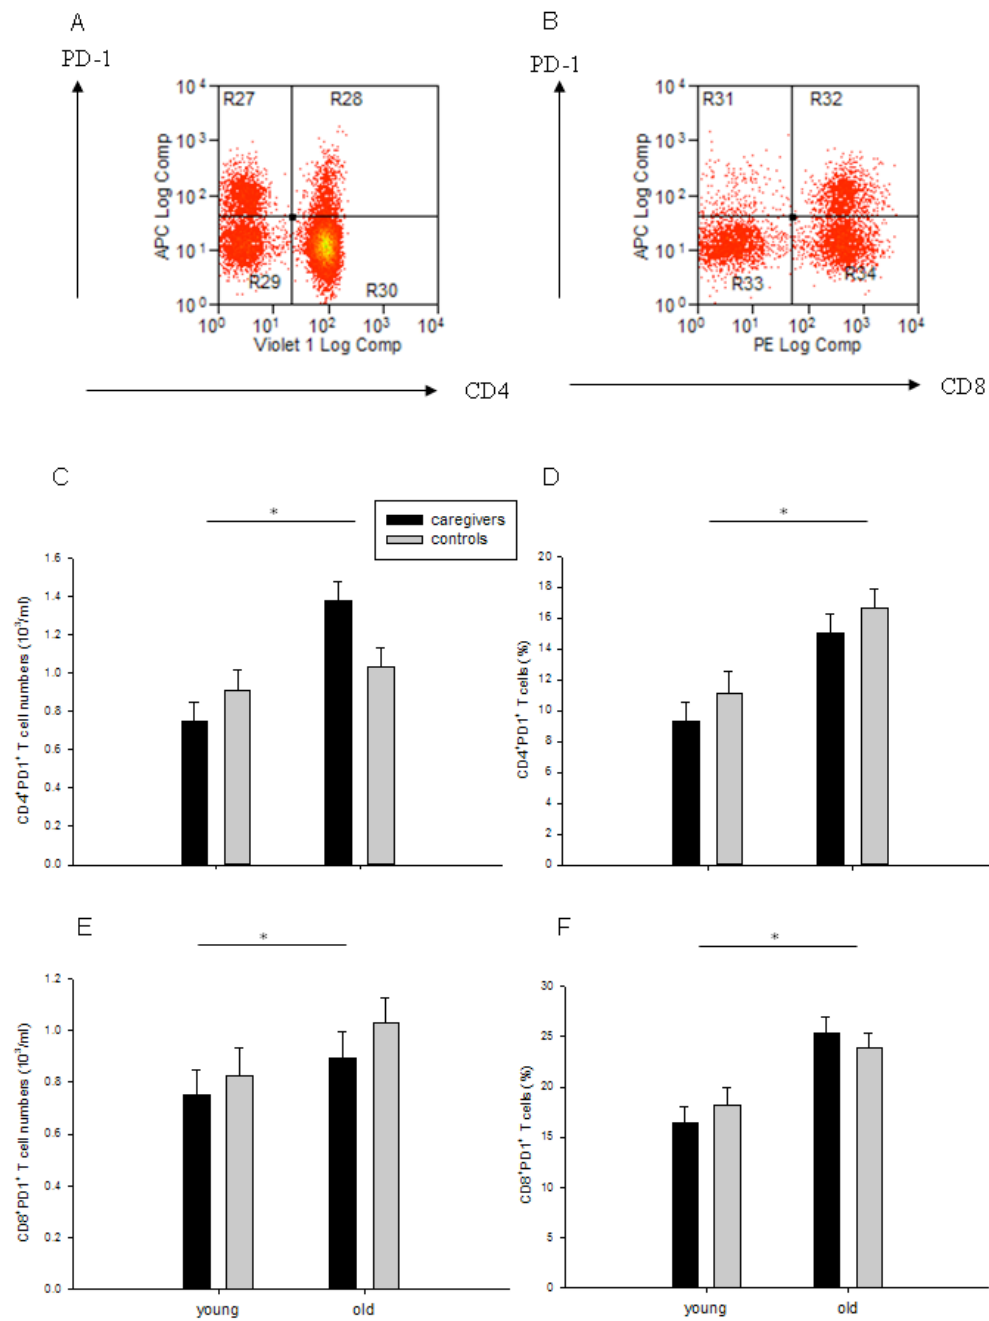 A
B
PD-1
PD-1
10⁴
R27
R28
10⁴
R31
R32
10³
10³
10²
10²
10¹
10¹
R29
R30
R33
R34
10⁰
10⁰
APC Log Comp
APC Log Comp
10⁰ 10¹ 10² 10³ 10⁴
10⁰ 10¹ 10² 10³ 10⁴
Violet 1 Log Comp
PE Log Comp
CD4
CD8
C
*
caregivers
controls
CD4⁺PD1⁺ T cell numbers (10³/ml)
1.6
1.4
1.2
1.0
0.8
0.6
0.4
0.2
0.0
D
*
CD4⁺PD1⁺ T cells (%)
20
18
16
14
12
10
8
6
4
2
0
E
*
CD8⁺PD1⁺ T cell numbers (10³/ml)
1.2
1.0
0.8
0.6
0.4
0.2
0.0
young old
F
*
CD8⁺PD1⁺ T cells (%)
30
25
20
15
10
5
0
young old